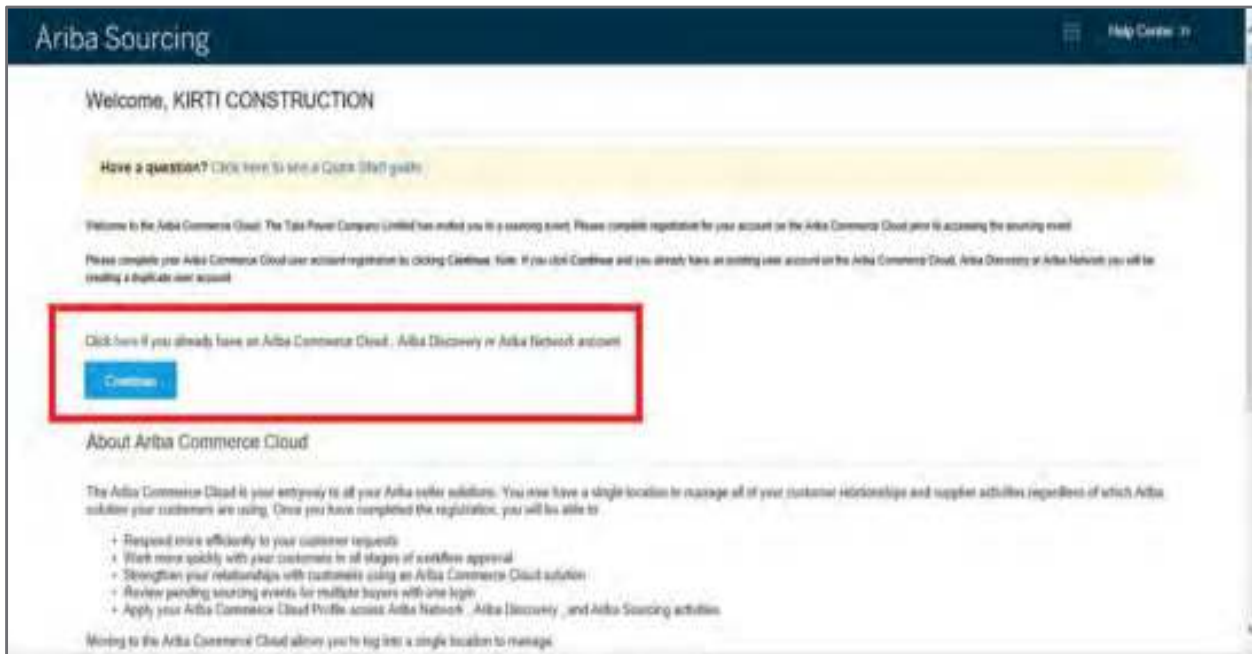 Ariba Sourcing
Help Center »
Welcome, KIRTI CONSTRUCTION
Have a question? Click here to see a Quick Start guide.
Welcome to the Ariba Commerce Cloud. The Tata Power Company Limited has invited you to a sourcing event. Please complete registration for your account on the Ariba Commerce Cloud prior to accessing the sourcing event.
Please complete your Ariba Commerce Cloud user account registration by clicking Continue. Note: If you click Continue and you already have an existing user account on the Ariba Commerce Cloud, Ariba Discovery or Ariba Network you will be
creating a duplicate user account.
Click here if you already have an Ariba Commerce Cloud , Ariba Discovery or Ariba Network account
Continue
About Ariba Commerce Cloud
The Ariba Commerce Cloud is your entryway to all your Ariba seller solutions. You now have a single location to manage all of your customer relationships and supplier activities regardless of which Ariba
solution your customers are using. Once you have completed the registration, you will be able to
• Respond more efficiently to your customer requests
• Work more quickly with your customers in all stages of workflow approval
• Strengthen your relationships with customers using an Ariba Commerce Cloud solution
• Review pending sourcing events for multiple buyers with one login
• Apply your Ariba Commerce Cloud Profile across Ariba Network , Ariba Discovery , and Ariba Sourcing activities
Moving to the Ariba Commerce Cloud allows you to log into a single location to manage